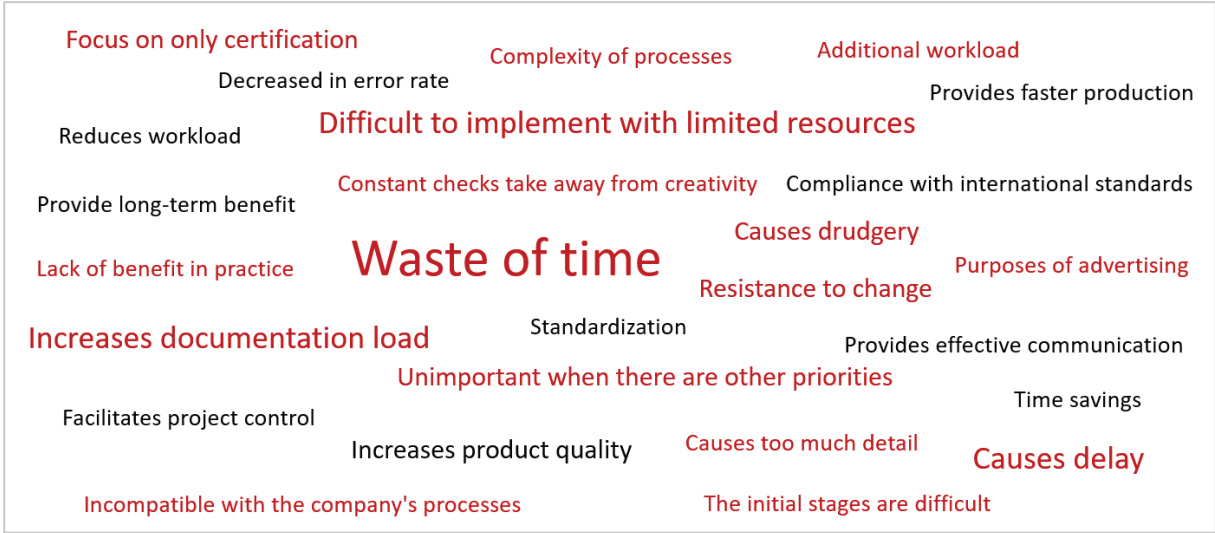 Focus on only certification
Complexity of processes
Additional workload
Decreased in error rate
Provides faster production
Difficult to implement with limited resources
Reduces workload
Constant checks take away from creativity
Compliance with international standards
Provide long-term benefit
Causes drudgery
Waste of time
Lack of benefit in practice
Purposes of advertising
Resistance to change
Standardization
Increases documentation load
Provides effective communication
Unimportant when there are other priorities
Time savings
Facilitates project control
Increases product quality
Causes too much detail
Causes delay
Incompatible with the company's processes
The initial stages are difficult